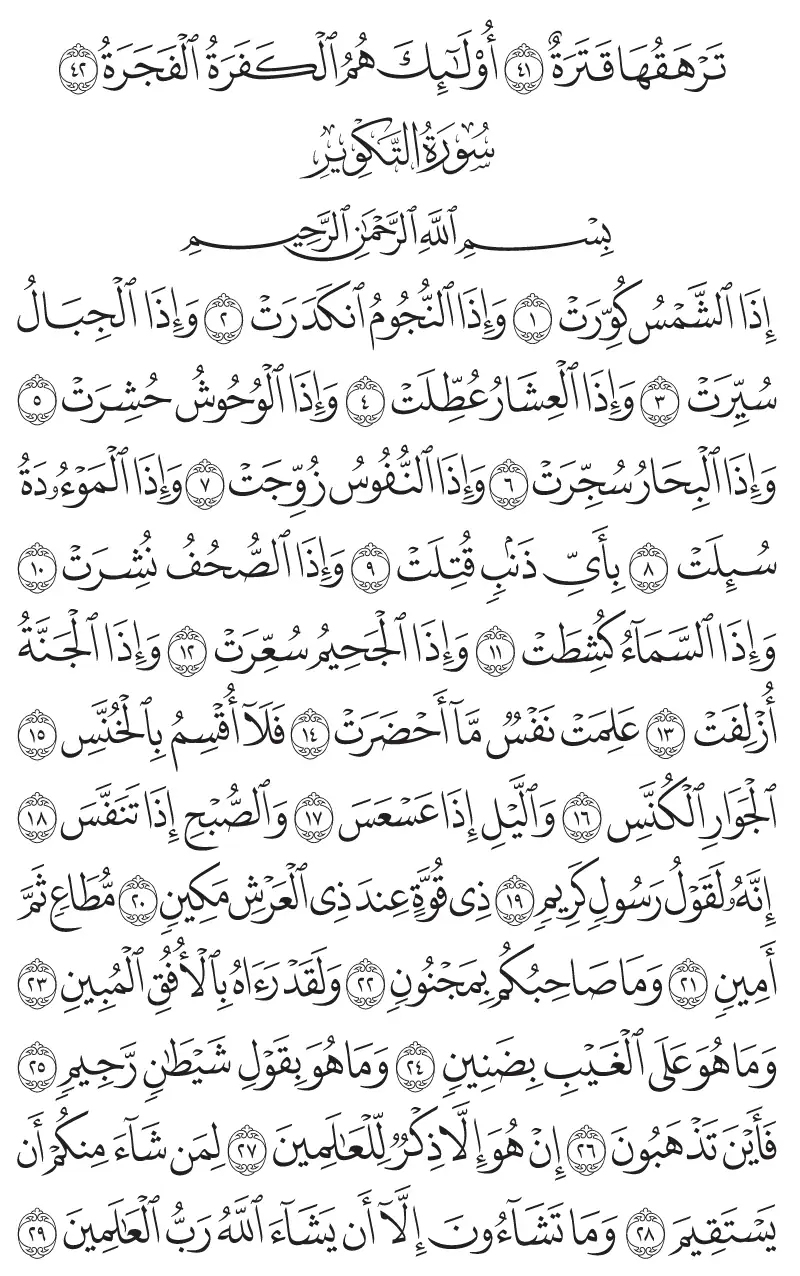 تَرْهَقُهَا قَتَرَةٌ ٤١ أُوْلَٰٓئِكَ هُمُ ٱلْكَفَرَةُ ٱلْفَجَرَةُ ٤٢
سُورَةُ التَّكْوِيرِ
بِسْمِ ٱللَّهِ ٱلرَّحْمَٰنِ ٱلرَّحِيمِ
إِذَا ٱلشَّمْسُ كُوِّرَتْ ١ وَإِذَا ٱلنُّجُومُ ٱنكَدَرَتْ ٢ وَإِذَا ٱلْجِبَالُ
سُيِّرَتْ ٣ وَإِذَا ٱلْعِشَارُ عُطِّلَتْ ٤ وَإِذَا ٱلْوُحُوشُ حُشِرَتْ ٥
وَإِذَا ٱلْبِحَارُ سُجِّرَتْ ٦ وَإِذَا ٱلنُّفُوسُ زُوِّجَتْ ٧ وَإِذَا ٱلْمَوْءُۥدَةُ
سُئِلَتْ ٨ بِأَىِّ ذَنۢبٍ قُتِلَتْ ٩ وَإِذَا ٱلصُّحُفُ نُشِرَتْ ١٠
وَإِذَا ٱلسَّمَآءُ كُشِطَتْ ١١ وَإِذَا ٱلْجَحِيمُ سُعِّرَتْ ١٢ وَإِذَا ٱلْجَنَّةُ
أُزْلِفَتْ ١٣ عَلِمَتْ نَفْسٌ مَّآ أَحْضَرَتْ ١٤ فَلَآ أُقْسِمُ بِٱلْخُنَّسِ ١٥
ٱلْجَوَارِ ٱلْكُنَّسِ ١٦ وَٱلَّيْلِ إِذَا عَسْعَسَ ١٧ وَٱلصُّبْحِ إِذَا تَنَفَّسَ ١٨
إِنَّهُۥ لَقَوْلُ رَسُولٍ كَرِيمٍ ١٩ ذِى قُوَّةٍ عِندَ ذِى ٱلْعَرْشِ مَكِينٍ ٢٠ مُّطَاعٍ ثَمَّ
أَمِينٍ ٢١ وَمَا صَاحِبُكُم بِمَجْنُونٍ ٢٢ وَلَقَدْ رَءَاهُ بِٱلْأُفُقِ ٱلْمُبِينِ ٢٣
وَمَا هُوَ عَلَى ٱلْغَيْبِ بِضَنِينٍ ٢٤ وَمَا هُوَ بِقَوْلِ شَيْطَٰنٍ رَّجِيمٍ ٢٥
فَأَيْنَ تَذْهَبُونَ ٢٦ إِنْ هُوَ إِلَّا ذِكْرٌ لِّلْعَٰلَمِينَ ٢٧ لِمَن شَآءَ مِنكُمْ أَن
يَسْتَقِيمَ ٢٨ وَمَا تَشَآءُونَ إِلَّآ أَن يَشَآءَ ٱللَّهُ رَبُّ ٱلْعَٰلَمِينَ ٢٩